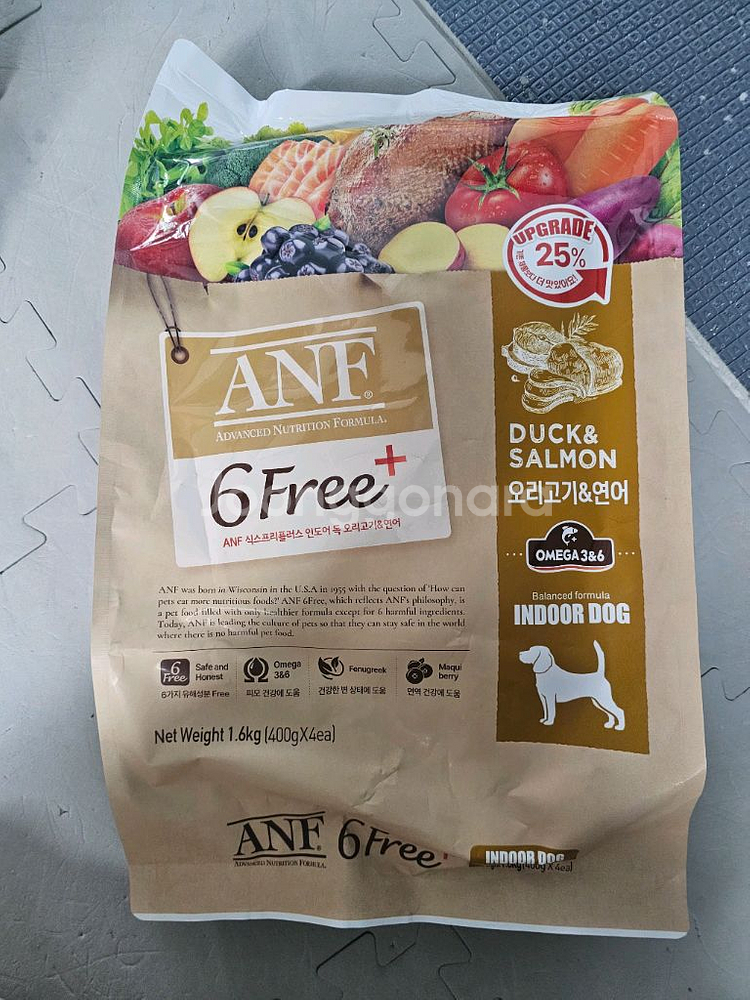 UPGRADE
25%
ANF®
ADVANCED NUTRITION FORMULA.
6Free+
ANF 식스프리플러스 인도어 독 오리고기&연어
DUCK&
SALMON
오리고기&연어
OMEGA 3&6
Balanced formula
INDOOR DOG
ANF was born in Wisconsin in the U.S.A in 1955 with the question of 'How can
pets eat more nutritious foods?' ANF 6Free, which reflects ANF's philosophy, is
a pet food filled with only healthier formula except for 6 harmful ingredients.
Today, ANF is leading the culture of pets so that they can stay safe in the world
where there is no harmful pet food.
6 Free
Safe and
Honest
6가지 유해성분 Free
Omega
3&6
피모 건강에 도움
Fenugreek
건강한 변 상태에 도움
Maqui
berry
면역 건강에 도움
Net Weight 1.6kg (400gX4ea)
ANF®
ADVANCED NUTRITION FORMULA.
6Free+
INDOOR DOG
1.6kg(400g X 4ea)